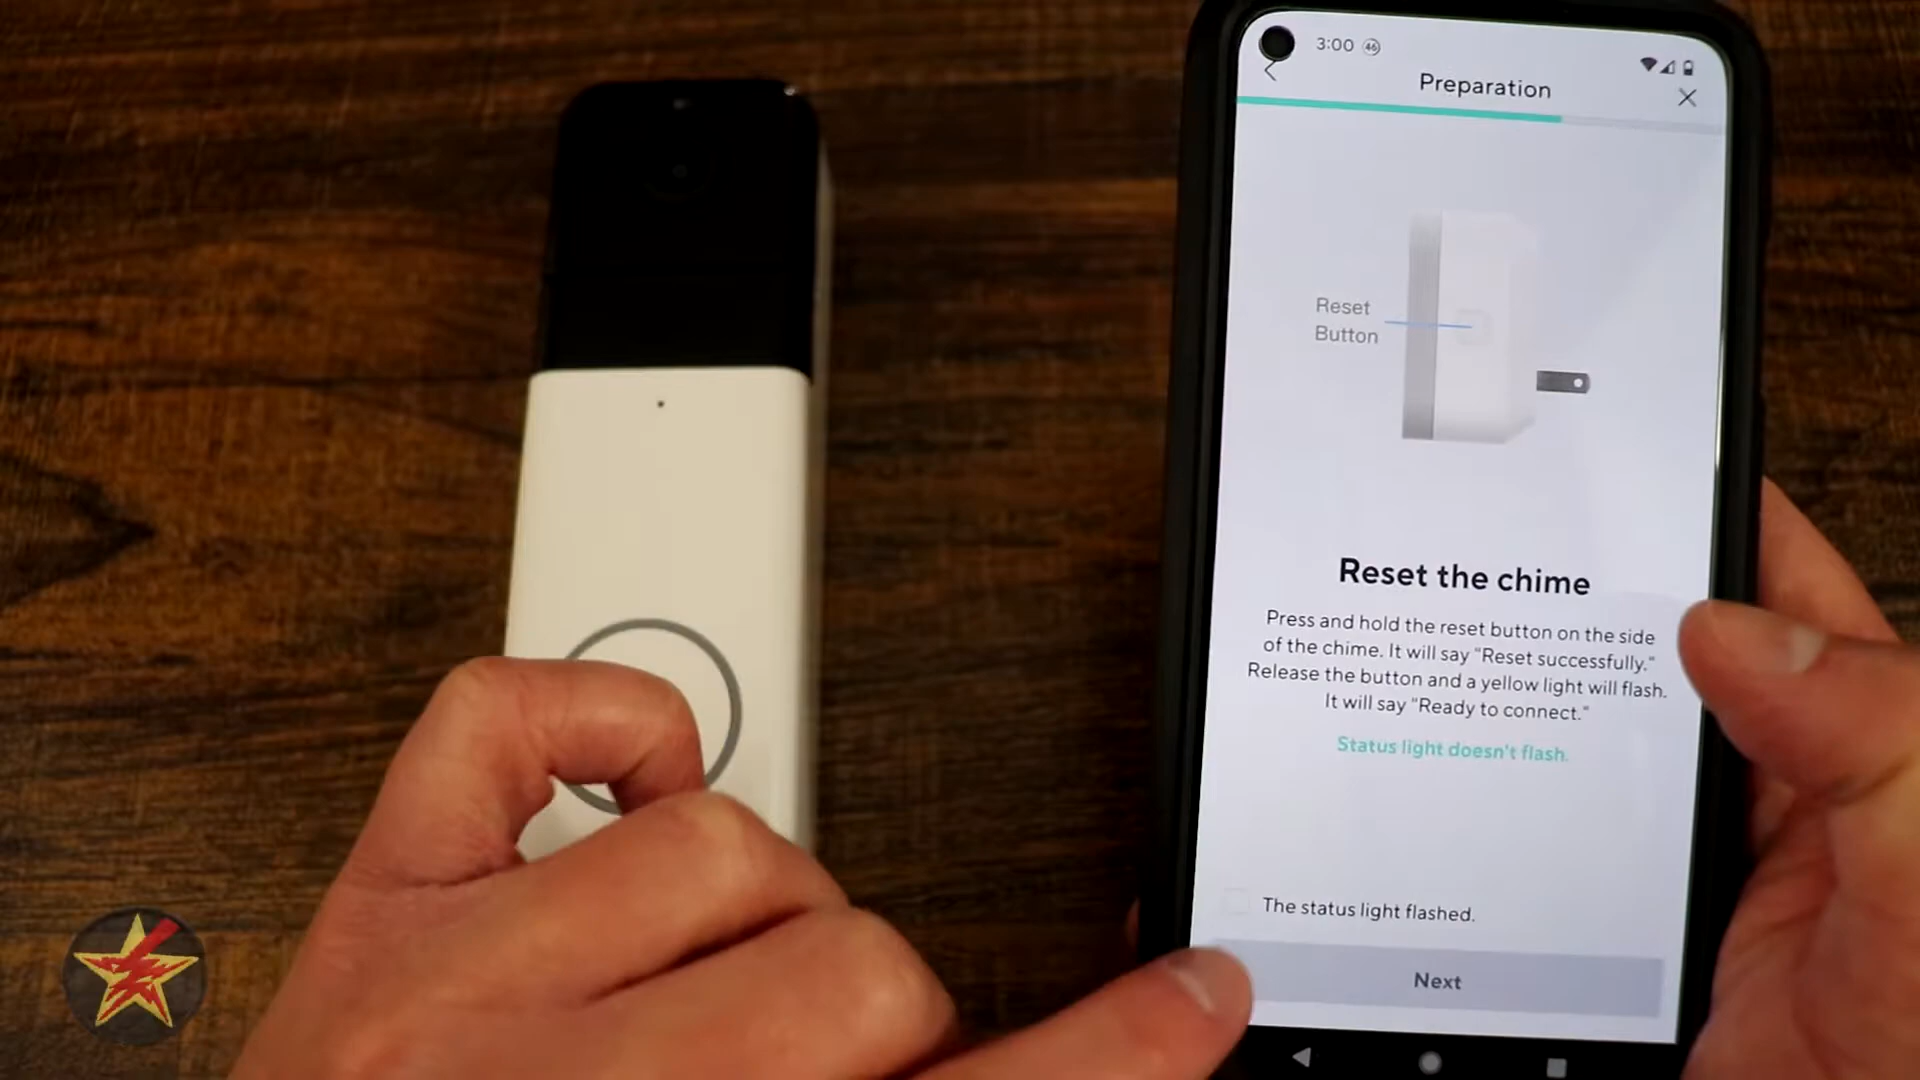 3:00 46
Preparation
Reset
Button
Reset the chime
Press and hold the reset button on the side
of the chime. It will say "Reset successfully."
Release the button and a yellow light will flash.
It will say "Ready to connect."
Status light doesn't flash.
The status light flashed.
Next